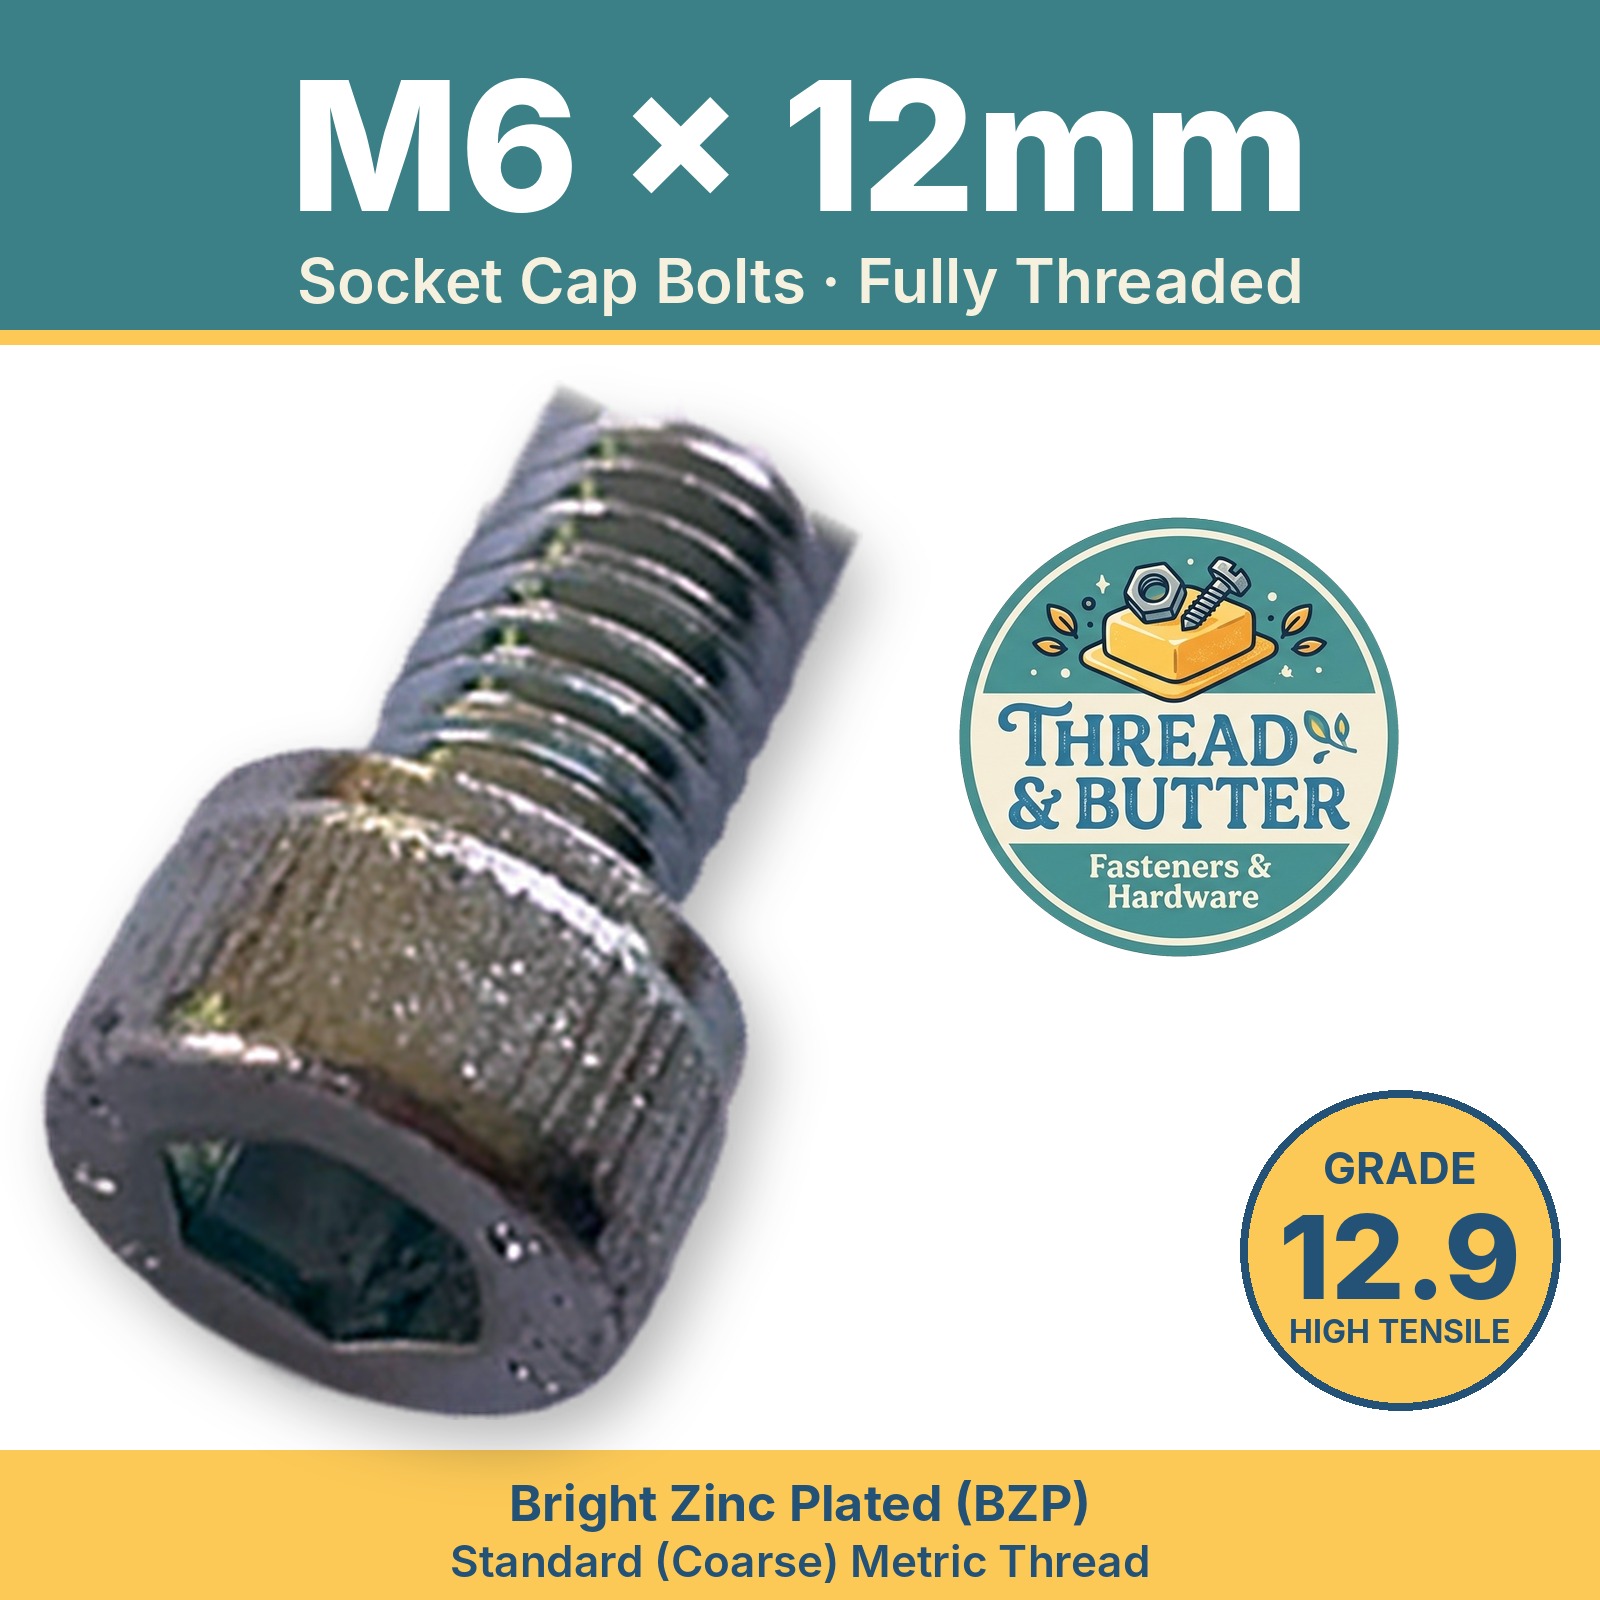 M6 × 12mm
Socket Cap Bolts · Fully Threaded
THREAD
& BUTTER
Fasteners &
Hardware
GRADE
12.9
HIGH TENSILE
Bright Zinc Plated (BZP)
Standard (Coarse) Metric Thread